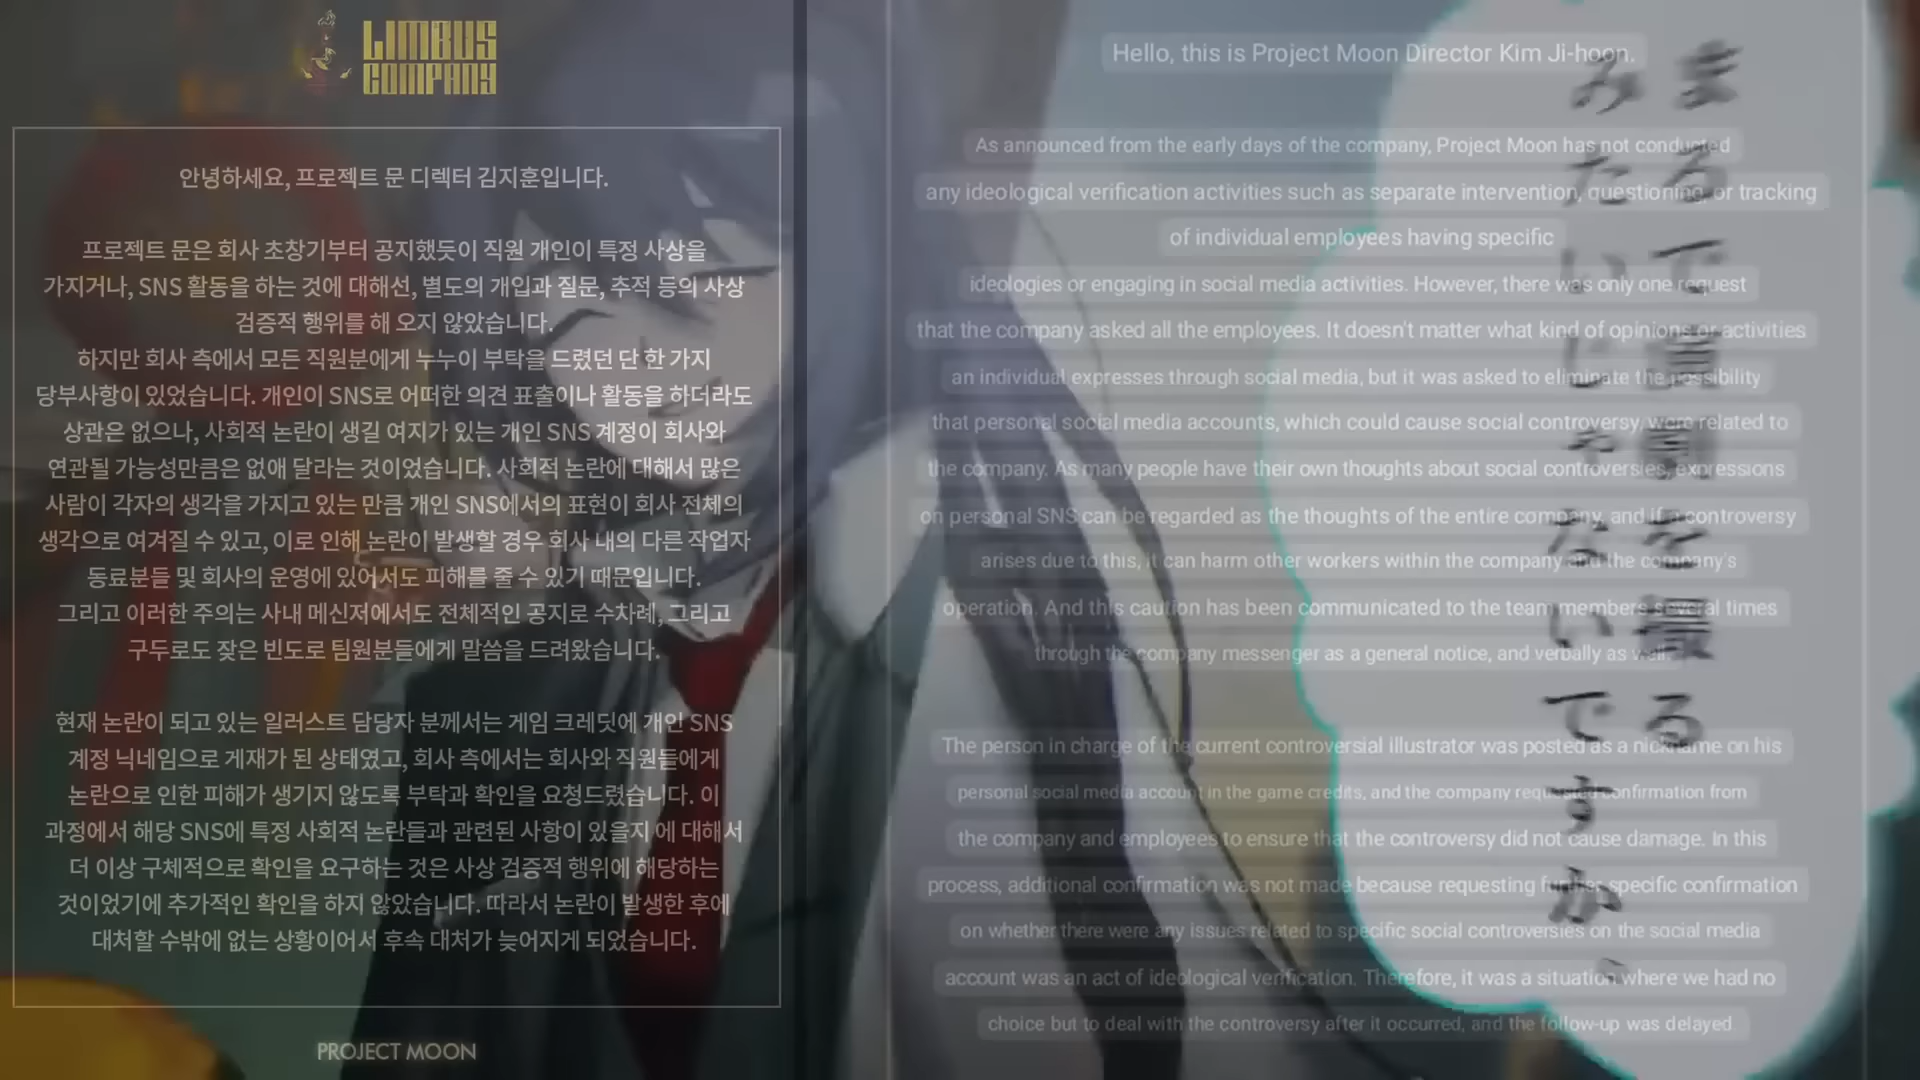 LIMBUS
COMPANY
안녕하세요, 프로젝트 문 디렉터 김지훈입니다.
프로젝트 문은 회사 초창기부터 공지했듯이 직원 개인이 특정 사상을
가지거나, SNS 활동을 하는 것에 대해선, 별도의 개입과 질문, 추적 등의 사상
검증적 행위를 해 오지 않았습니다.
하지만 회사 측에서 모든 직원분에게 누누이 부탁을 드렸던 단 한 가지
당부사항이 있었습니다. 개인이 SNS로 어떠한 의견 표출이나 활동을 하더라도
상관은 없으나, 사회적 논란이 생길 여지가 있는 개인 SNS 계정이 회사와
연관될 가능성만큼은 없애 달라는 것이었습니다. 사회적 논란에 대해서 많은
사람이 각자의 생각을 가지고 있는 만큼 개인 SNS에서의 표현이 회사 전체의
생각으로 여겨질 수 있고, 이로 인해 논란이 발생할 경우 회사 내의 다른 작업자
동료분들 및 회사의 운영에 있어서도 피해를 줄 수 있기 때문입니다.
그리고 이러한 주의는 사내 메신저에서도 전체적인 공지로 수차례, 그리고
구두로도 잦은 빈도로 팀원분들에게 말씀을 드려왔습니다.
현재 논란이 되고 있는 일러스트 담당자 분께서는 게임 크레딧에 개인 SNS
계정 닉네임으로 게재가 된 상태였고, 회사 측에서는 회사와 직원들에게
논란으로 인한 피해가 생기지 않도록 부탁과 확인을 요청드렸습니다. 이
과정에서 해당 SNS에 특정 사회적 논란들과 관련된 사항이 있을지 에 대해서
더 이상 구체적으로 확인을 요구하는 것은 사상 검증적 행위에 해당하는
것이었기에 추가적인 확인을 하지 않았습니다. 따라서 논란이 발생한 후에
대처할 수밖에 없는 상황이어서 후속 대처가 늦어지게 되었습니다.
PROJECT MOON
Hello, this is Project Moon Director Kim Ji-hoon.
As announced from the early days of the company, Project Moon has not conducted
any ideological verification activities such as separate intervention, questioning, or tracking
of individual employees having specific
ideologies or engaging in social media activities. However, there was only one request
that the company asked all the employees. It doesn't matter what kind of opinions or activities
an individual expresses through social media, but it was asked to eliminate the possibility
that personal social media accounts, which could cause social controversy, were related to
the company. As many people have their own thoughts about social controversies, expressions
on personal SNS can be regarded as the thoughts of the entire company, and if a controversy
arises due to this, it can harm other workers within the company and the company's
operation. And this caution has been communicated to the team members several times
through the company messenger as a general notice, and verbally as well.
The person in charge of the current controversial illustrator was posted as a nickname on his
personal social media account in the game credits, and the company requested confirmation from
the company and employees to ensure that the controversy did not cause damage. In this
process, additional confirmation was not made because requesting further specific confirmation
on whether there were any issues related to specific social controversies on the social media
account was an act of ideological verification. Therefore, it was a situation where we had no
choice but to deal with the controversy after it occurred, and the follow-up was delayed
まるで喧嘩を撮る
みたいじゃないですか。